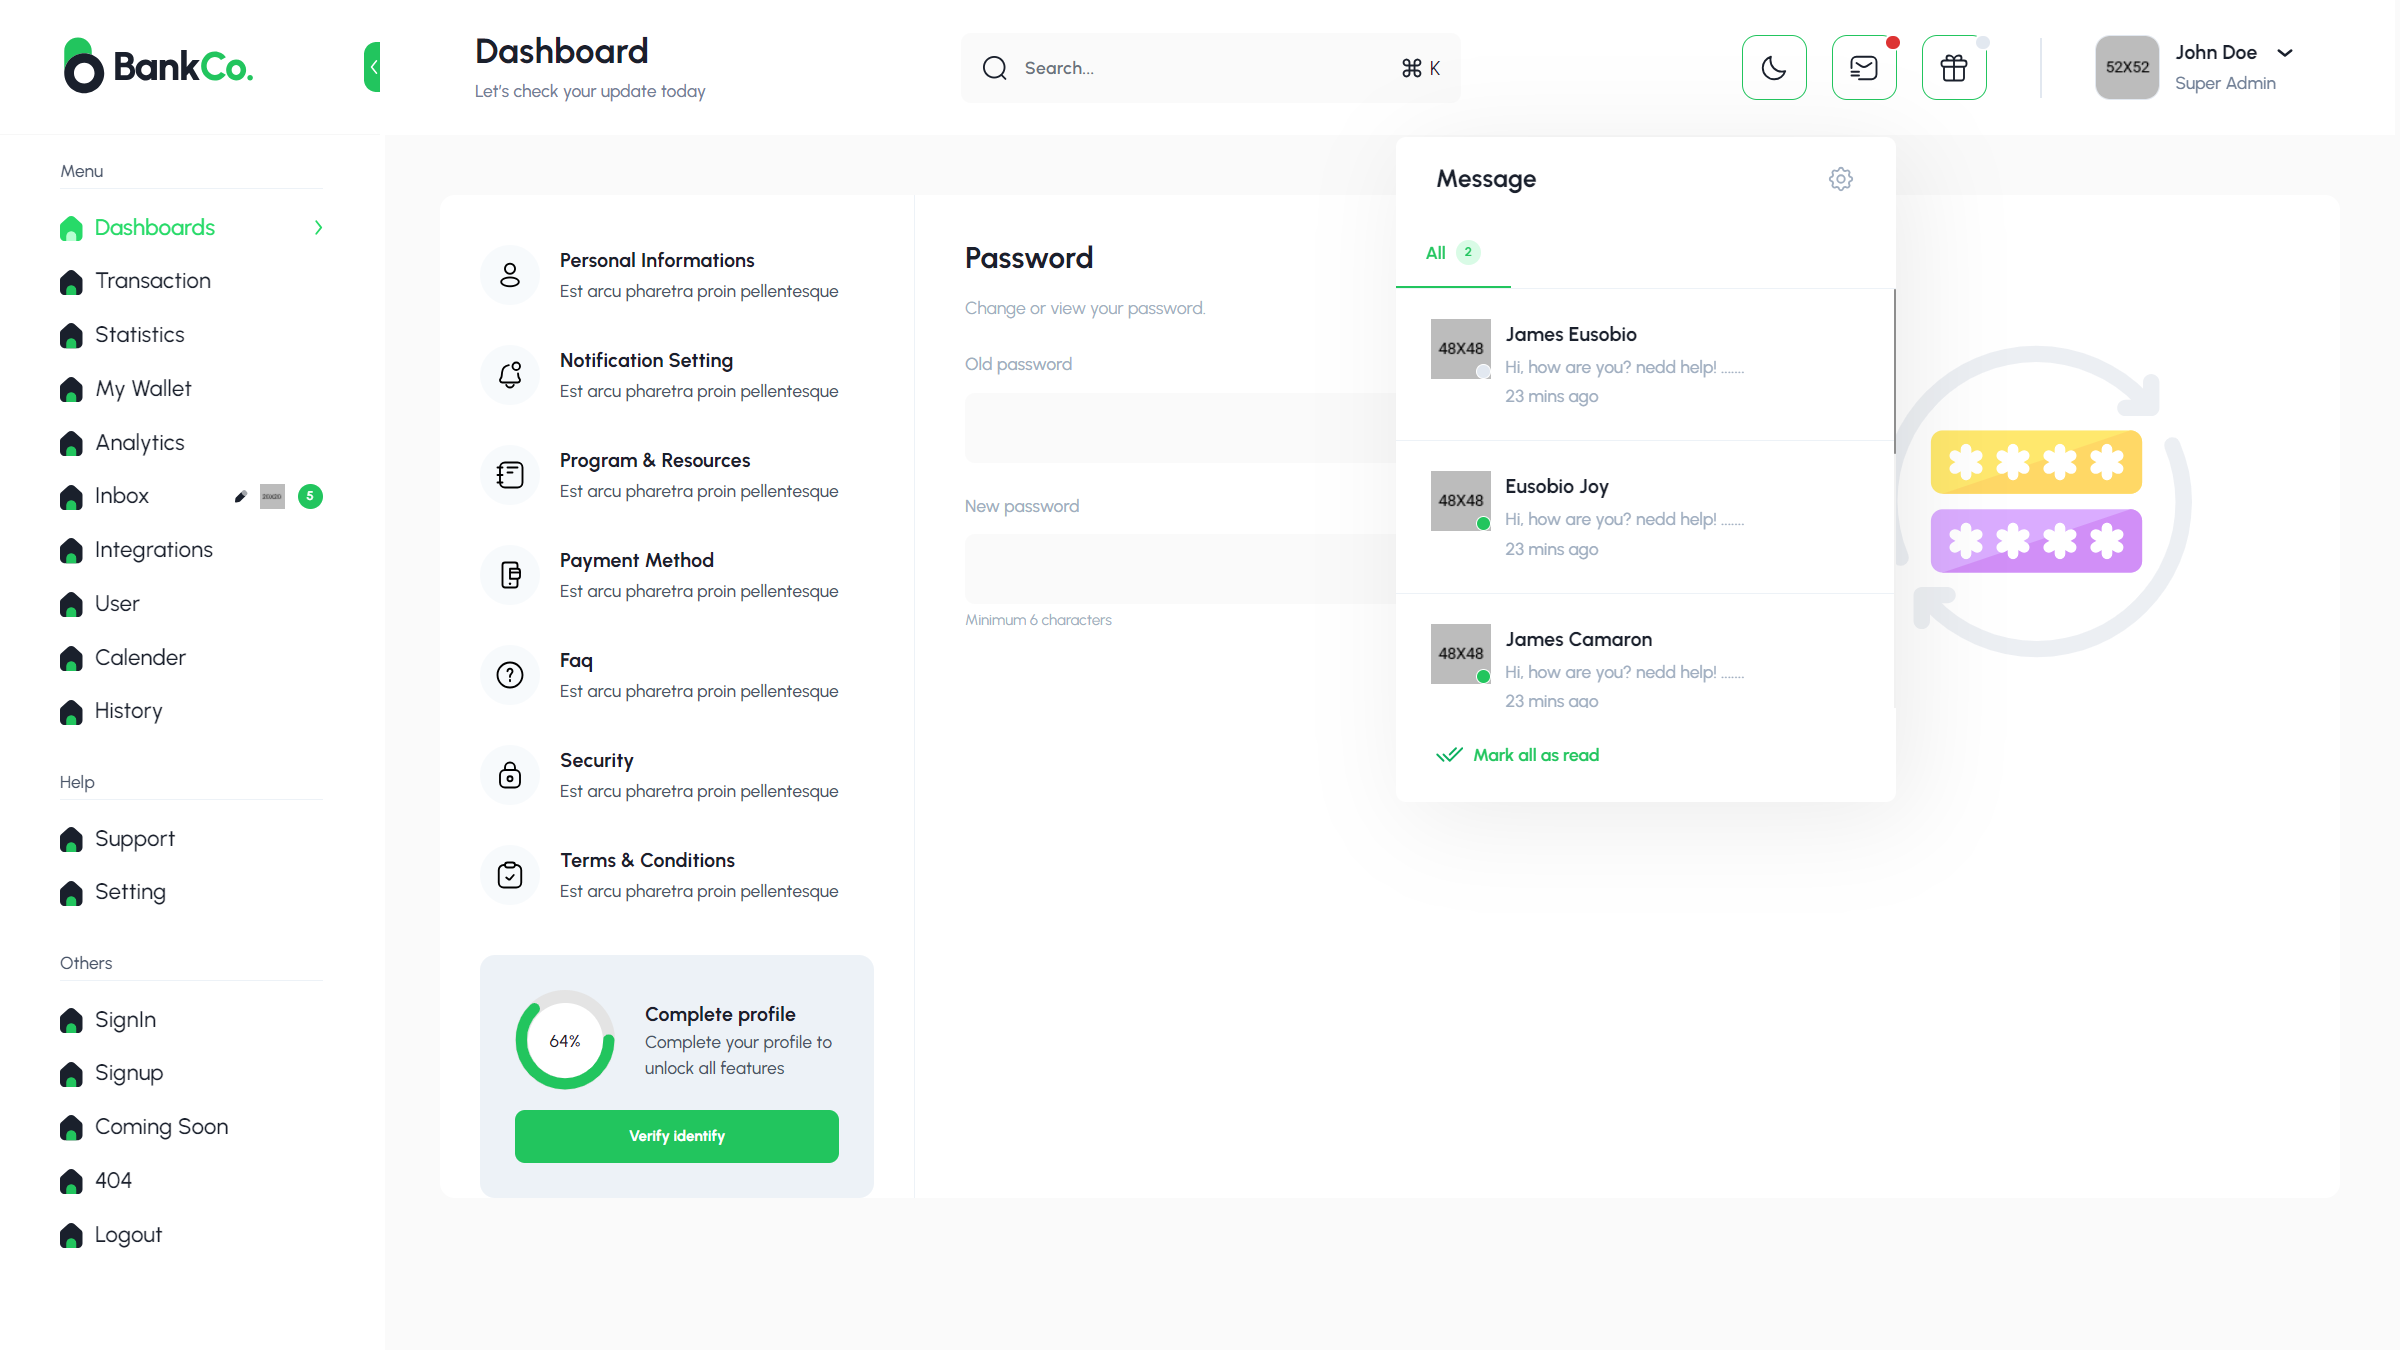 BankCo.
Dashboard
Let's check your update today
Search...
⌘ K
52X52
John Doe
Super Admin
Menu
Dashboards
Transaction
Statistics
My Wallet
Analytics
Inbox
20X20
5
Integrations
User
Calender
History
Help
Support
Setting
Others
SignIn
Signup
Coming Soon
404
Logout
Personal Informations
Est arcu pharetra proin pellentesque
Notification Setting
Est arcu pharetra proin pellentesque
Program & Resources
Est arcu pharetra proin pellentesque
Payment Method
Est arcu pharetra proin pellentesque
Faq
Est arcu pharetra proin pellentesque
Security
Est arcu pharetra proin pellentesque
Terms & Conditions
Est arcu pharetra proin pellentesque
64%
Complete profile
Complete your profile to
unlock all features
Verify identify
Password
Change or view your password.
Old password
New password
Minimum 6 characters
Message
All 2
48X48
James Eusobio
Hi, how are you? nedd help! .......
23 mins ago
48X48
Eusobio Joy
Hi, how are you? nedd help! .......
23 mins ago
48X48
James Camaron
Hi, how are you? nedd help! .......
23 mins ago
Mark all as read